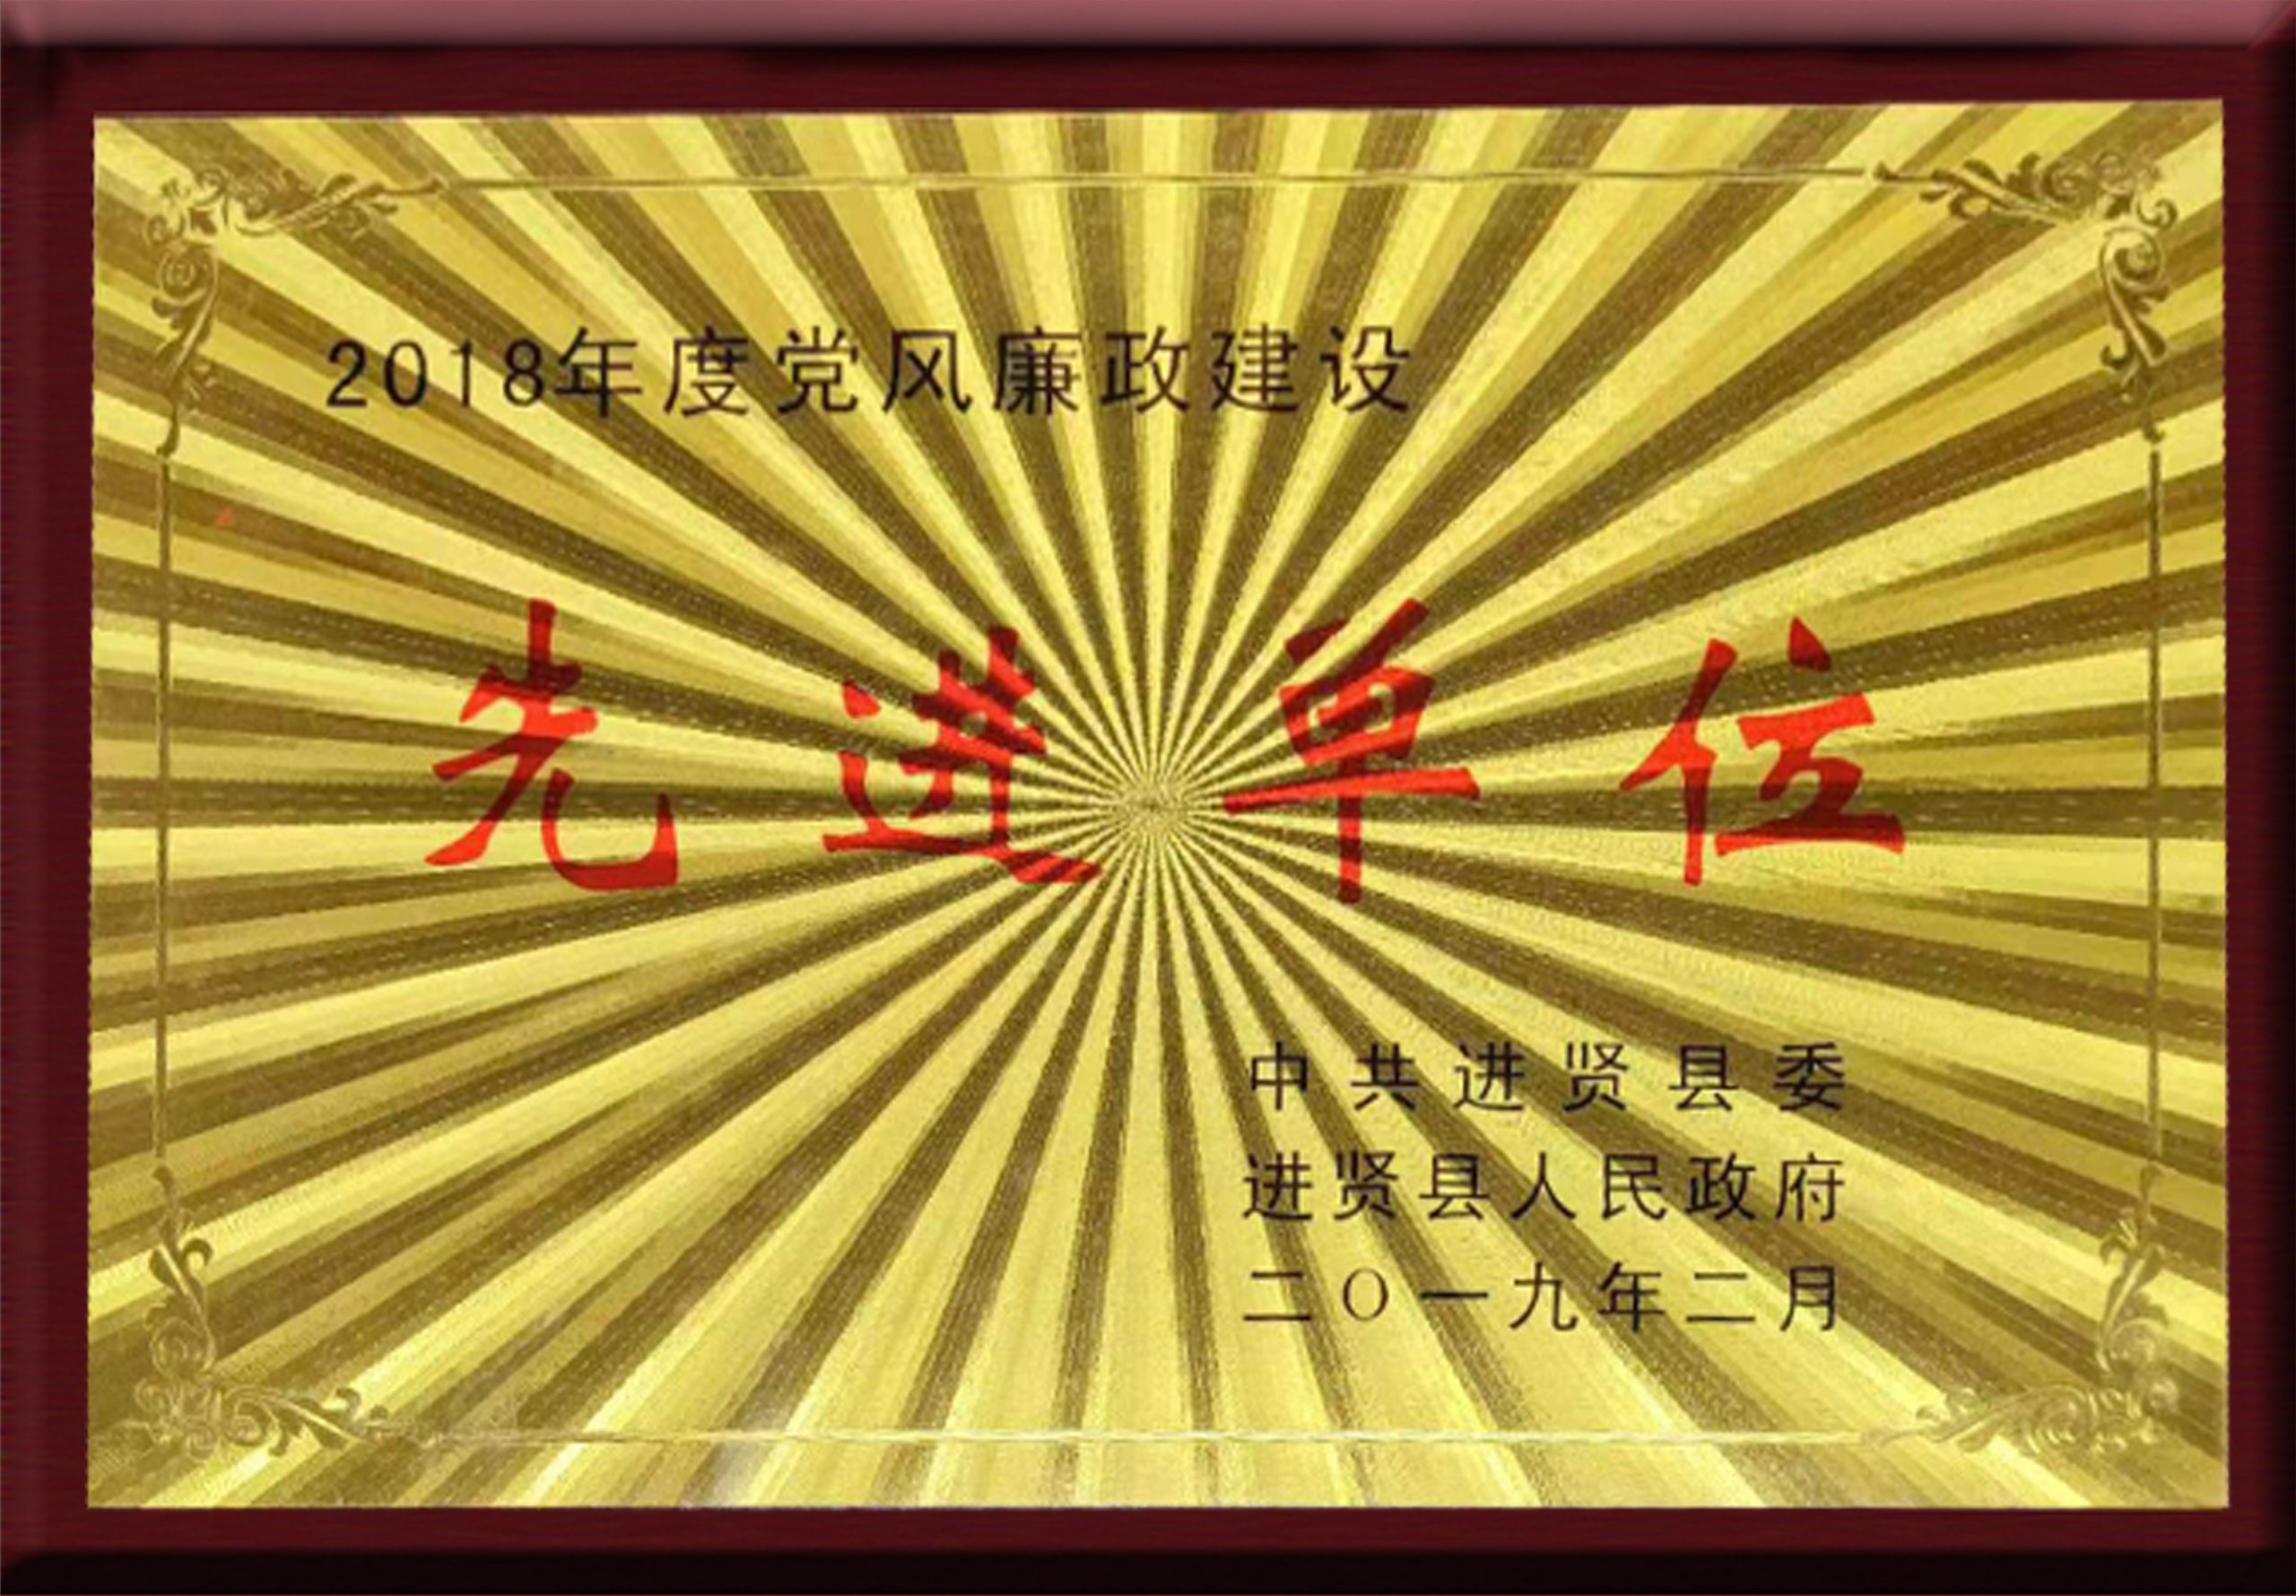 2018年度党风廉政建设
先进单位
中共进贤县委
进贤县人民政府
二〇一九年二月